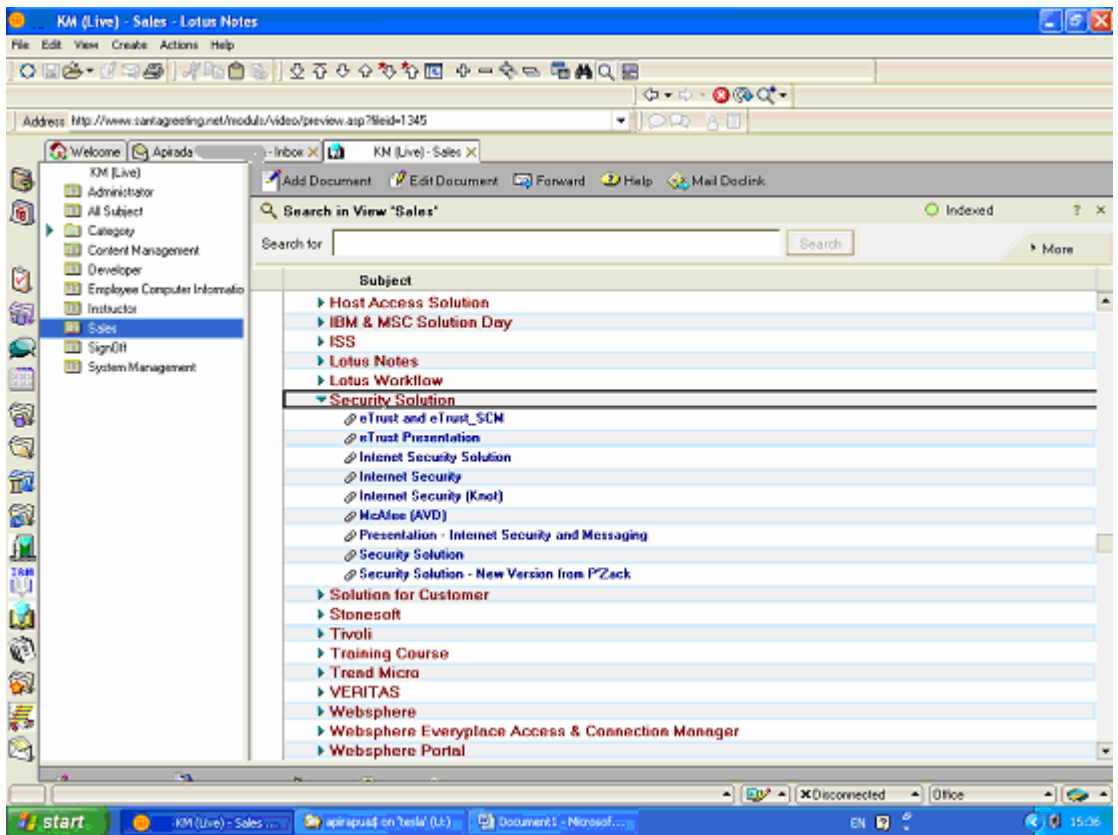 KM (Live) - Sales - Lotus Notes
File Edit View Create Actions Help
Address http://www.santagreeting.net/moduls/video/preview.asp?fileid=1345
Welcome Apirada - Inbox KM (Live) - Sales
KM (Live)
Administrator
All Subject
Category
Content Management
Developer
Employee Computer Informatio
Instructor
Sales
SignOff
System Management
Add Document Edit Document Forward Help Mail Doclink
Search in View 'Sales' Indexed ? ×
Search for Search More
Subject
Host Access Solution
IBM & MSC Solution Day
ISS
Lotus Notes
Lotus Workflow
Security Solution
eTrust and eTrust_SCM
eTrust Presentation
Intenet Security Solution
Internet Security
Internet Security (Knot)
McAfee (AVD)
Presentation - Internet Security and Messaging
Security Solution
Security Solution - New Version from P'Zack
Solution for Customer
Stonesoft
Tivoli
Training Course
Trend Micro
VERITAS
Websphere
Websphere Everyplace Access & Connection Manager
Websphere Portal
Disconnected Office
start KM (Live) - Sales .... apirapus$ on 'tesla' (U:) Document1 - Microsof.... EN 15:36